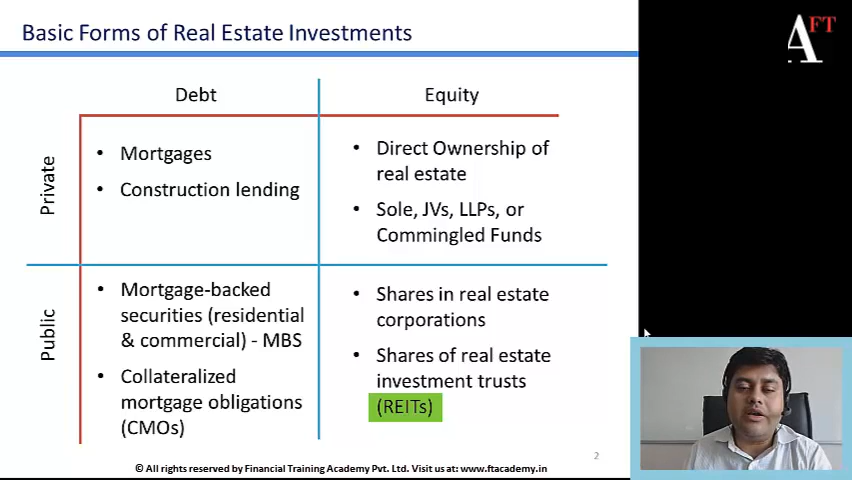 Basic Forms of Real Estate Investments
AFT
Debt
Equity
Private
• Mortgages
• Construction lending
• Direct Ownership of
real estate
• Sole, JVs, LLPs, or
Commingled Funds
Public
• Mortgage-backed
securities (residential
& commercial) - MBS
• Collateralized
mortgage obligations
(CMOs)
• Shares in real estate
corporations
• Shares of real estate
investment trusts
(REITs)
2
© All rights reserved by Financial Training Academy Pvt. Ltd. Visit us at: www.ftacademy.in